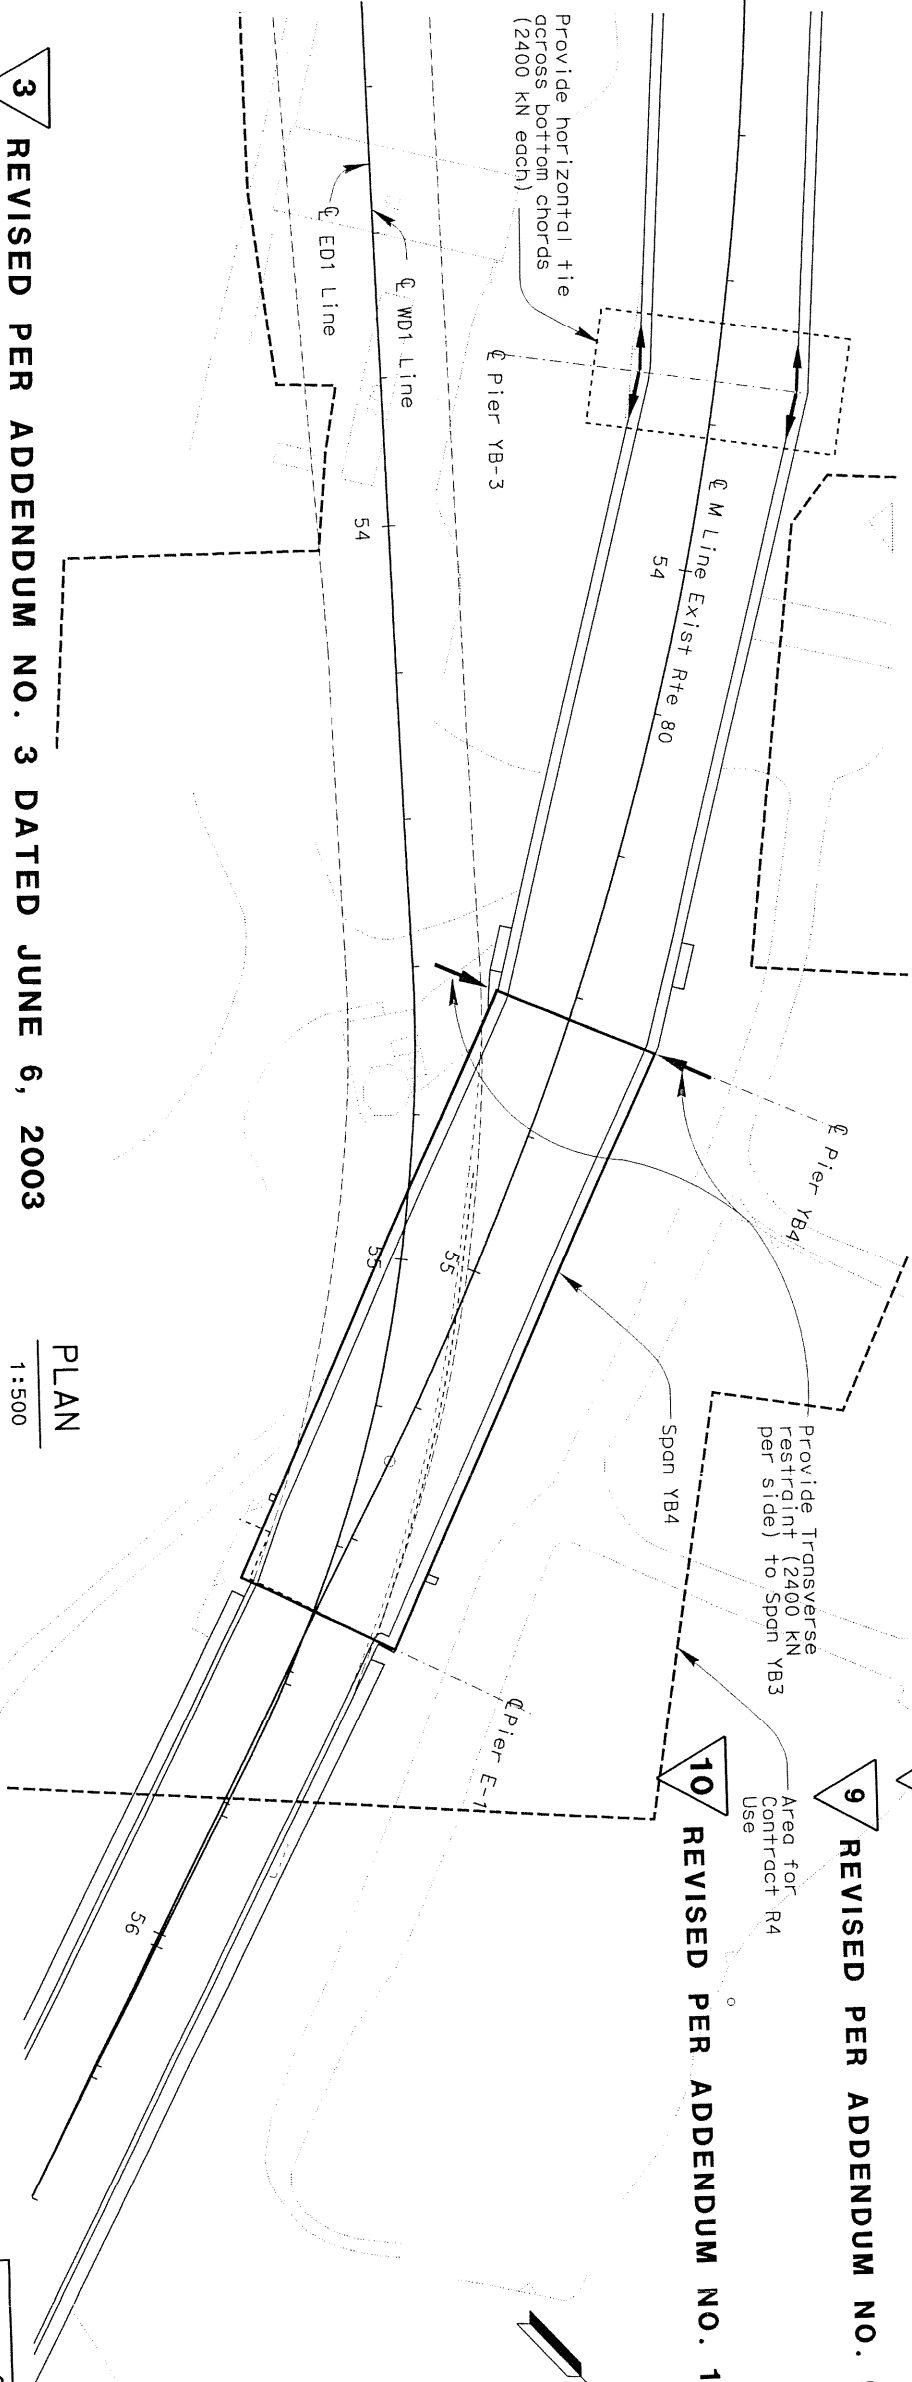 Provide horizontal tie
across bottom chords
(2400 kN each)
℄ ED1 Line
℄ WD1 Line
℄ Pier YB-3
54
℄ M Line Exist Rte 80
54
℄ Pier YB4
55
55
Span YB4
Provide Transverse
restraint (2400 kN
per side) to Span YB3
Area for
Contract R4
Use
℄ Pier E-1
56
PLAN
1:500
3 REVISED PER ADDENDUM NO. 3 DATED JUNE 6, 2003
9 REVISED PER ADDENDUM NO.
10 REVISED PER ADDENDUM NO. 1